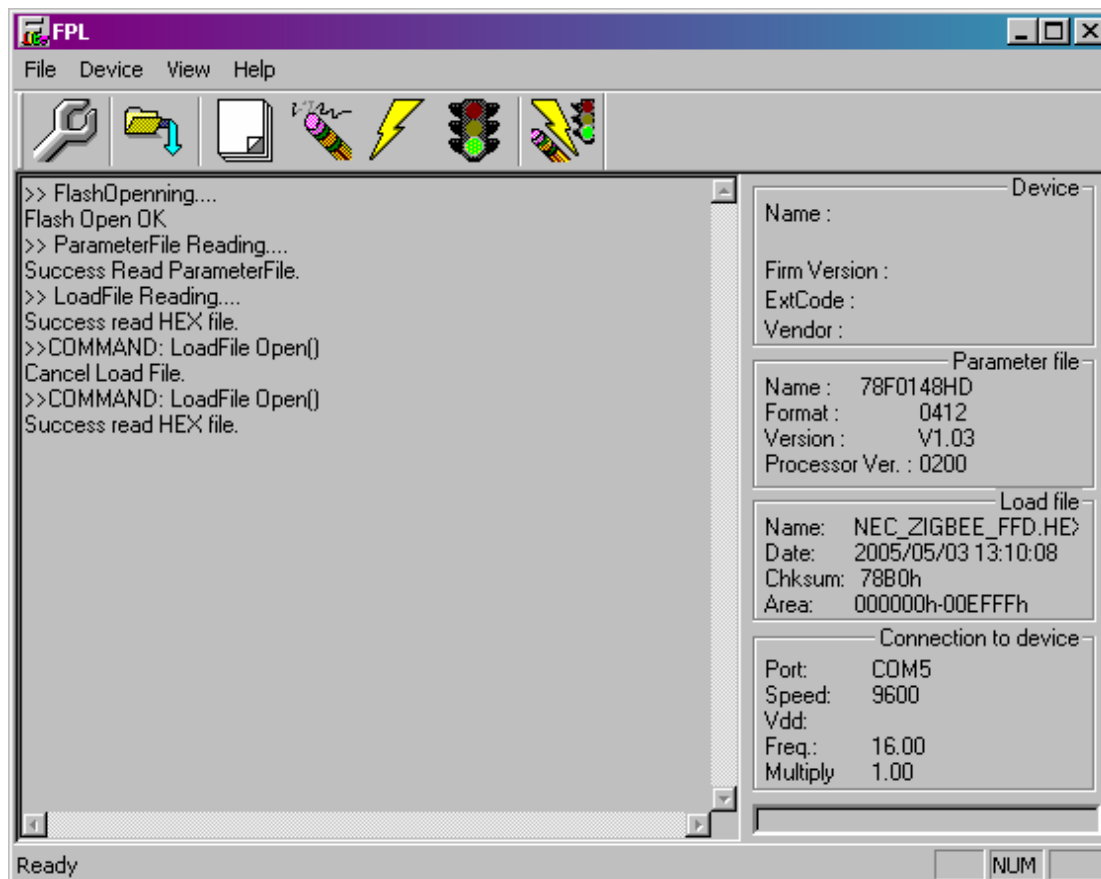 FPL
File Device View Help
>> FlashOpenning....
Flash Open OK
>> ParameterFile Reading....
Success Read ParameterFile.
>> LoadFile Reading....
Success read HEX file.
>>COMMAND: LoadFile Open()
Cancel Load File.
>>COMMAND: LoadFile Open()
Success read HEX file.
Device
Name :
Firm Version :
ExtCode :
Vendor :
Parameter file
Name : 78F0148HD
Format : 0412
Version : V1.03
Processor Ver. : 0200
Load file
Name: NEC_ZIGBEE_FFD.HEX
Date: 2005/05/03 13:10:08
Chksum: 78B0h
Area: 000000h-00EFFFh
Connection to device
Port: COM5
Speed: 9600
Vdd:
Freq.: 16.00
Multiply 1.00
Ready
NUM